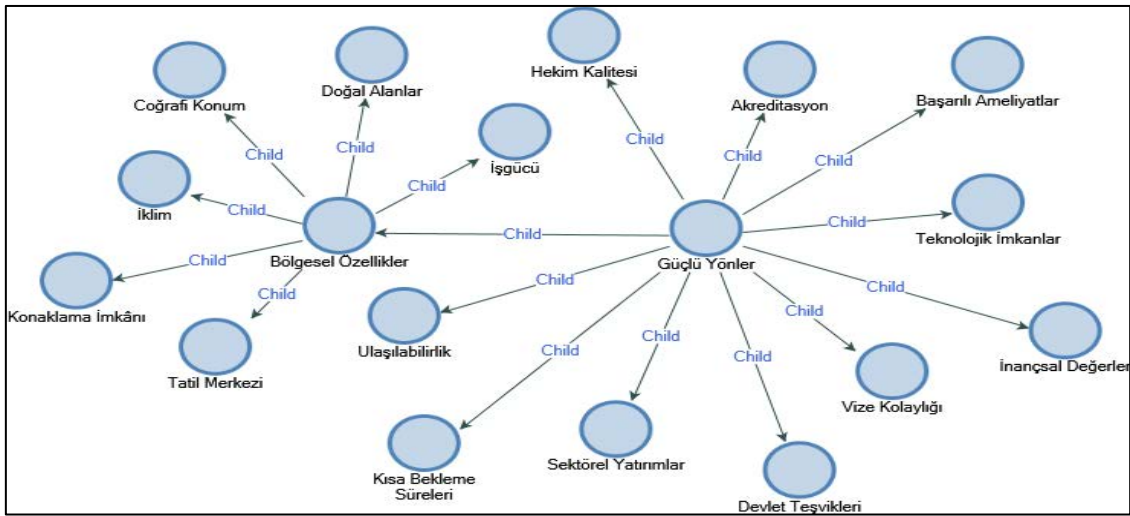 Hekim Kalitesi
Doğal Alanlar
Coğrafi Konum
Akreditasyon
Başarılı Ameliyatlar
Child
Child
Child
Child
Child
İşgücü
Child
Child
İklim
Child
Child
Teknolojik İmkanlar
Child
Bölgesel Özellikler
Güçlü Yönler
Child
Child
Child
Child
Konaklama İmkânı
Child
Ulaşılabilirlik
Child
Child
Child
İnançsal Değerler
Tatil Merkezi
Vize Kolaylığı
Sektörel Yatırımlar
Kısa Bekleme
Süreleri
Devlet Teşvikleri